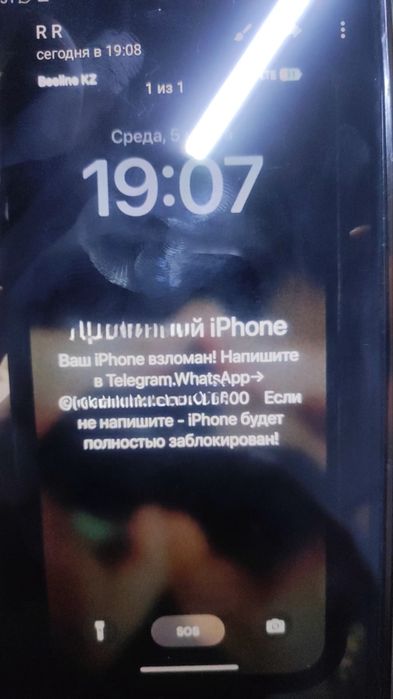 R R
сегодня в 19:08
Beeline KZ
1 из 1
Среда, 5
19:07
iPhone
Ваш iPhone взломан! Напишите
в Telegram,WhatsApp→
Если
не напишите - iPhone будет
полностью заблокирован!
SOS